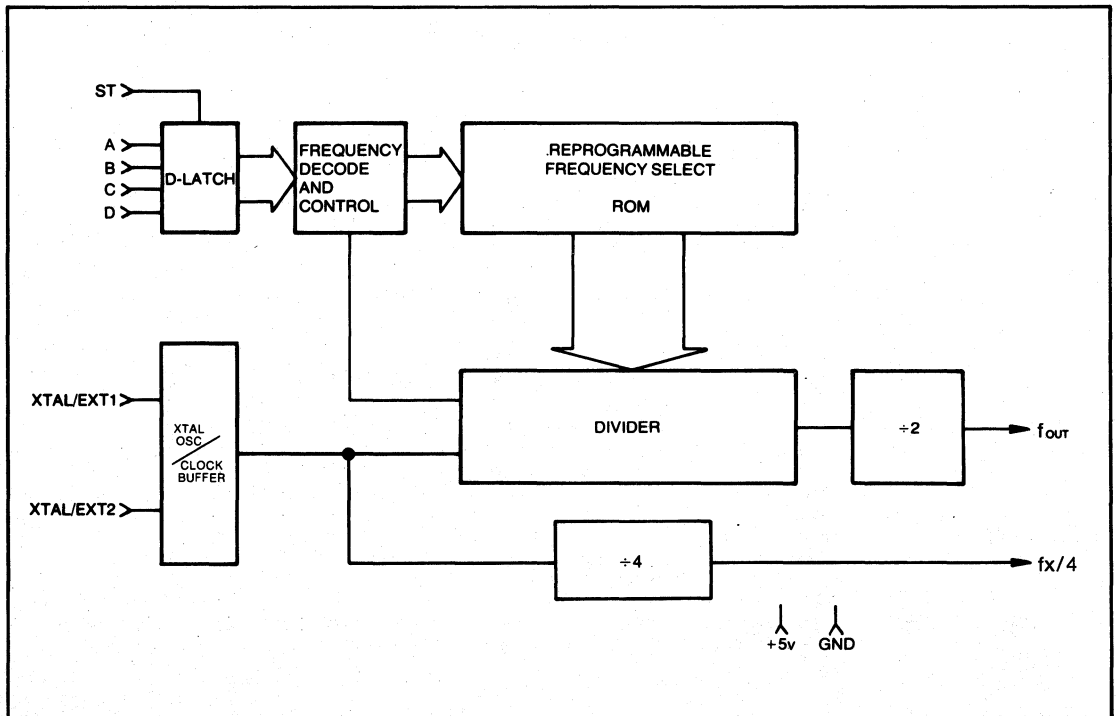 ST
A
B
C
D
D-LATCH
FREQUENCY
DECODE
AND
CONTROL
.REPROGRAMMABLE
FREQUENCY SELECT
ROM
XTAL/EXT1
XTAL/EXT2
XTAL
OSC
CLOCK
BUFFER
DIVIDER
÷2
fOUT
÷4
fx/4
+5v
GND